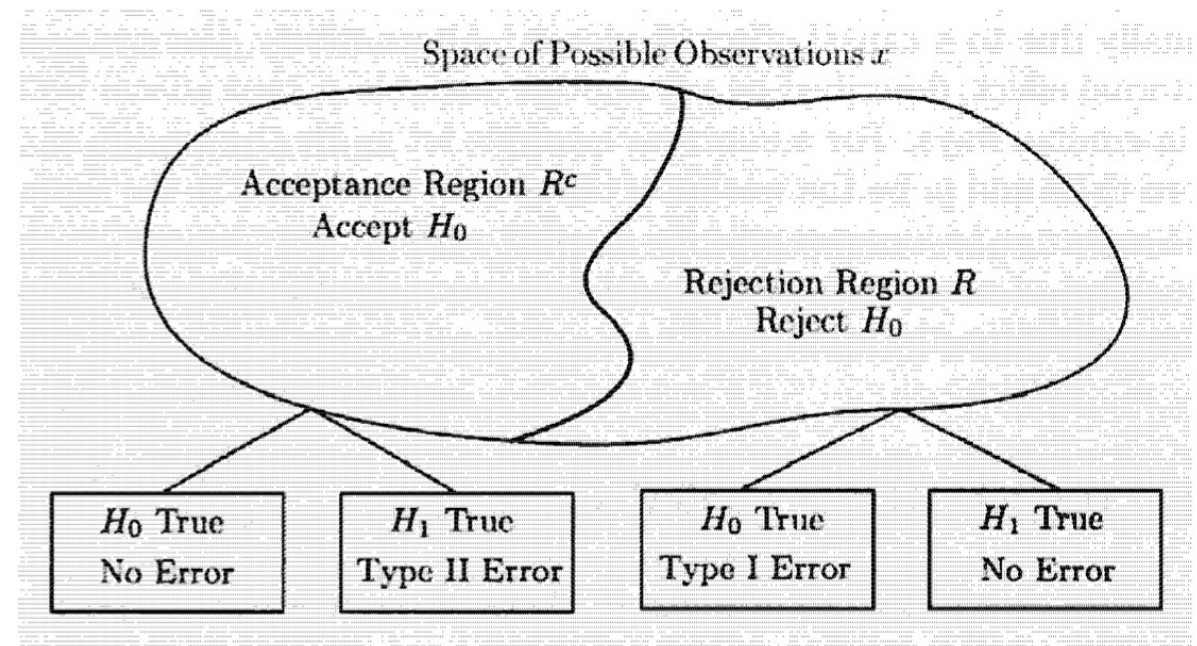 Space of Possible Observations x
Acceptance Region Rᶜ
Accept H₀
Rejection Region R
Reject H₀
H₀ True
No Error
H₁ True
Type II Error
H₀ True
Type I Error
H₁ True
No Error